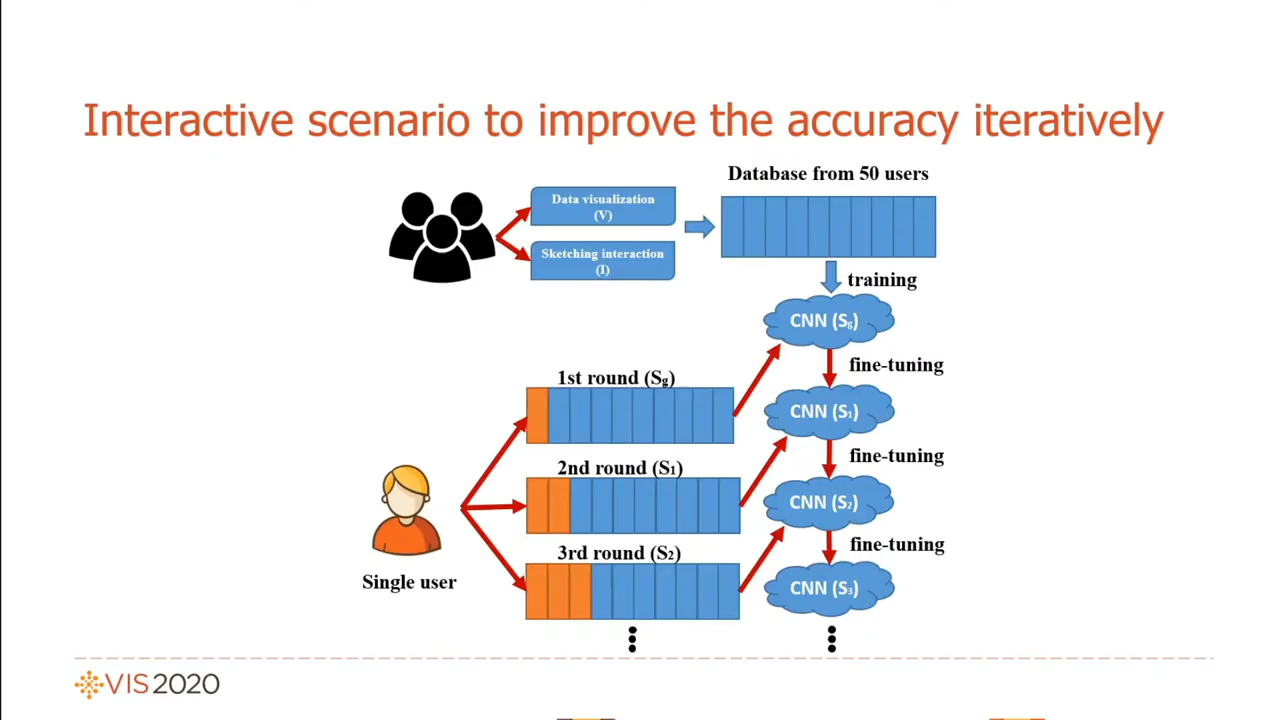 Interactive scenario to improve the accuracy iteratively
Database from 50 users
Data visualization
(V)
Sketching interaction
(I)
training
CNN (Sg)
fine-tuning
1st round (Sg)
CNN (S1)
fine-tuning
2nd round (S1)
CNN (S2)
fine-tuning
3rd round (S2)
CNN (S3)
Single user
VIS2020